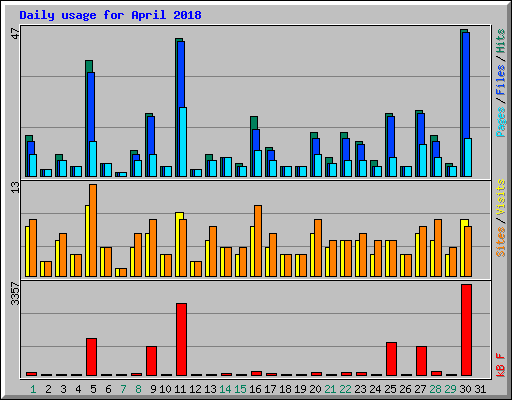 Daily usage for April 2018
47
13
3357
Pages / Files / Hits
Sites / Visits
kB F
1 2 3 4 5 6 7 8 9 10 11 12 13 14 15 16 17 18 19 20 21 22 23 24 25 26 27 28 29 30 31